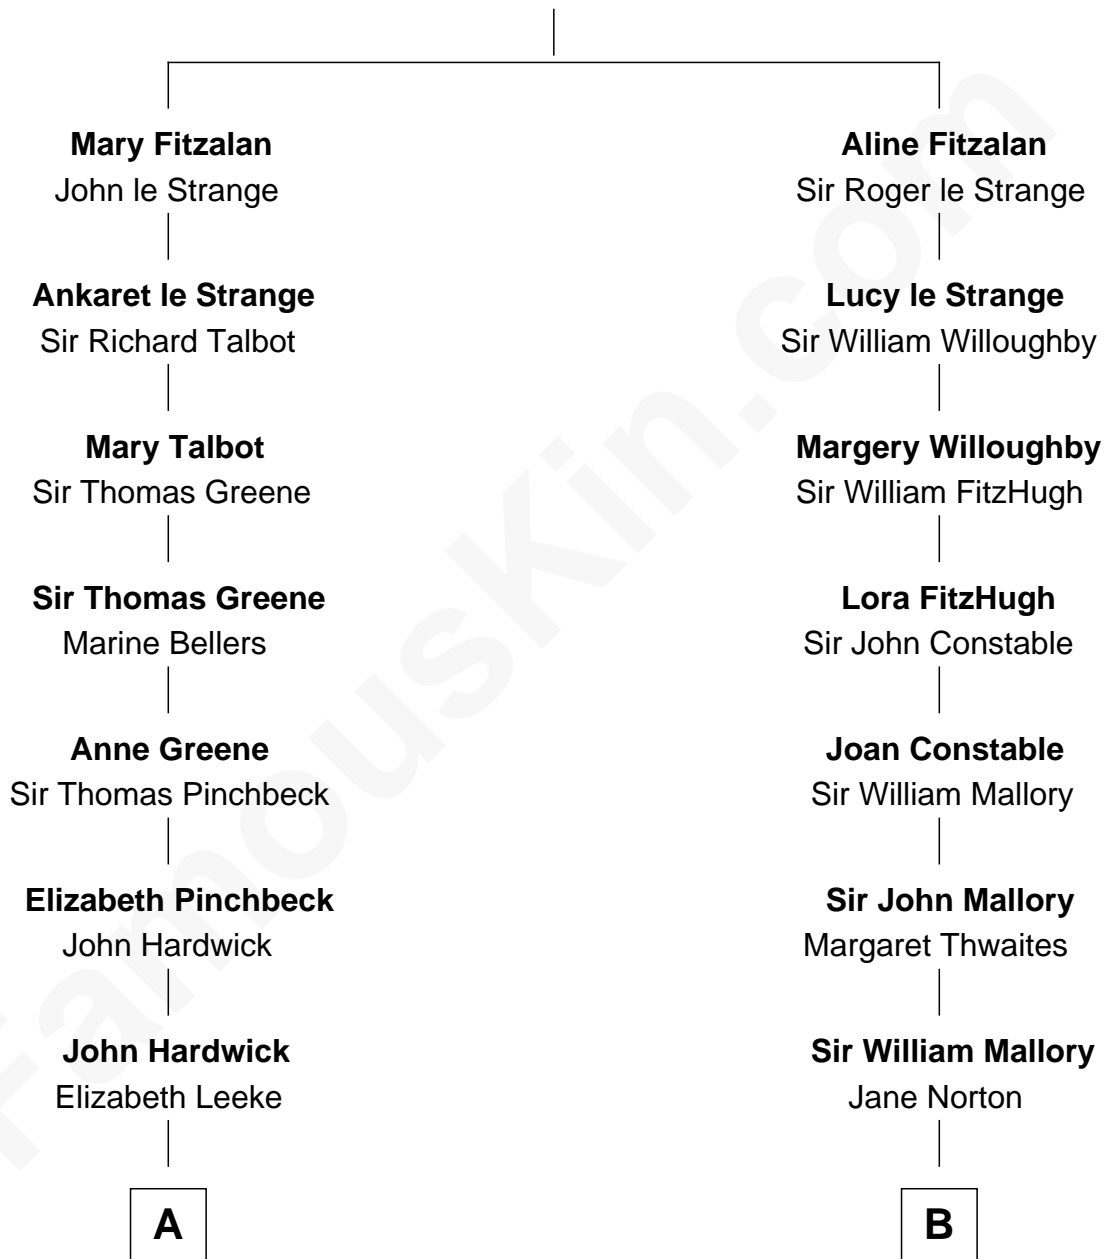 Mary Fitzalan
John le Strange
Ankaret le Strange
Sir Richard Talbot
Mary Talbot
Sir Thomas Greene
Sir Thomas Greene
Marine Bellers
Anne Greene
Sir Thomas Pinchbeck
Elizabeth Pinchbeck
John Hardwick
John Hardwick
Elizabeth Leeke
A
Aline Fitzalan
Sir Roger le Strange
Lucy le Strange
Sir William Willoughby
Margery Willoughby
Sir William FitzHugh
Lora FitzHugh
Sir John Constable
Joan Constable
Sir William Mallory
Sir John Mallory
Margaret Thwaites
Sir William Mallory
Jane Norton
B
FamousKin.com